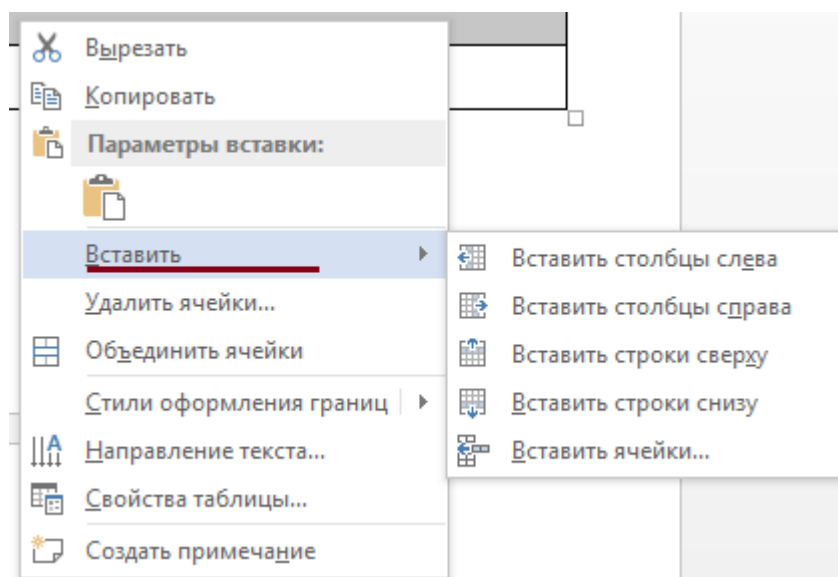 Вырезать
Копировать
Параметры вставки:
Вставить
Удалить ячейки...
Объединить ячейки
Стили оформления границ
Направление текста...
Свойства таблицы...
Создать примечание
Вставить столбцы слева
Вставить столбцы справа
Вставить строки сверху
Вставить строки снизу
Вставить ячейки...